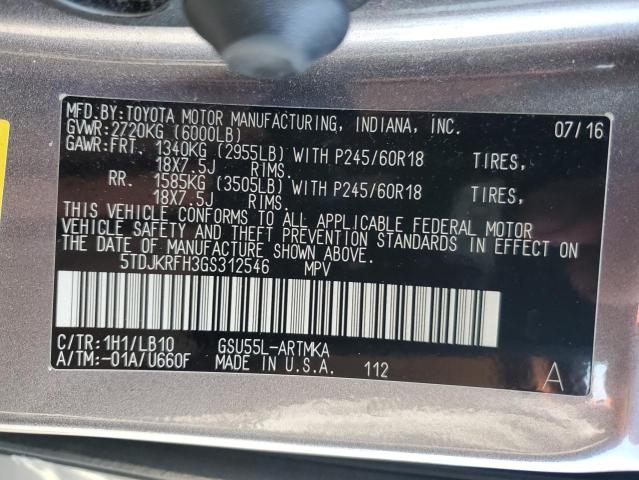 MFD.BY:TOYOTA MOTOR MANUFACTURING, INDIANA, INC. 07/16
GVWR:2720KG (6000LB)
GAWR:FRT. 1340KG (2955LB) WITH P245/60R18 TIRES,
18X7.5J RIMS.
RR. 1585KG (3505LB) WITH P245/60R18 TIRES,
18X7.5J RIMS.
THIS VEHICLE CONFORMS TO ALL APPLICABLE FEDERAL MOTOR
VEHICLE SAFETY AND THEFT PREVENTION STANDARDS IN EFFECT ON
THE DATE OF MANUFACTURE SHOWN ABOVE.
5TDJKRFH3GS312546 MPV
C/TR:1H1/LB10 GSU55L-ARTMKA
A/TM:-01A/U660F MADE IN U.S.A. 112 A